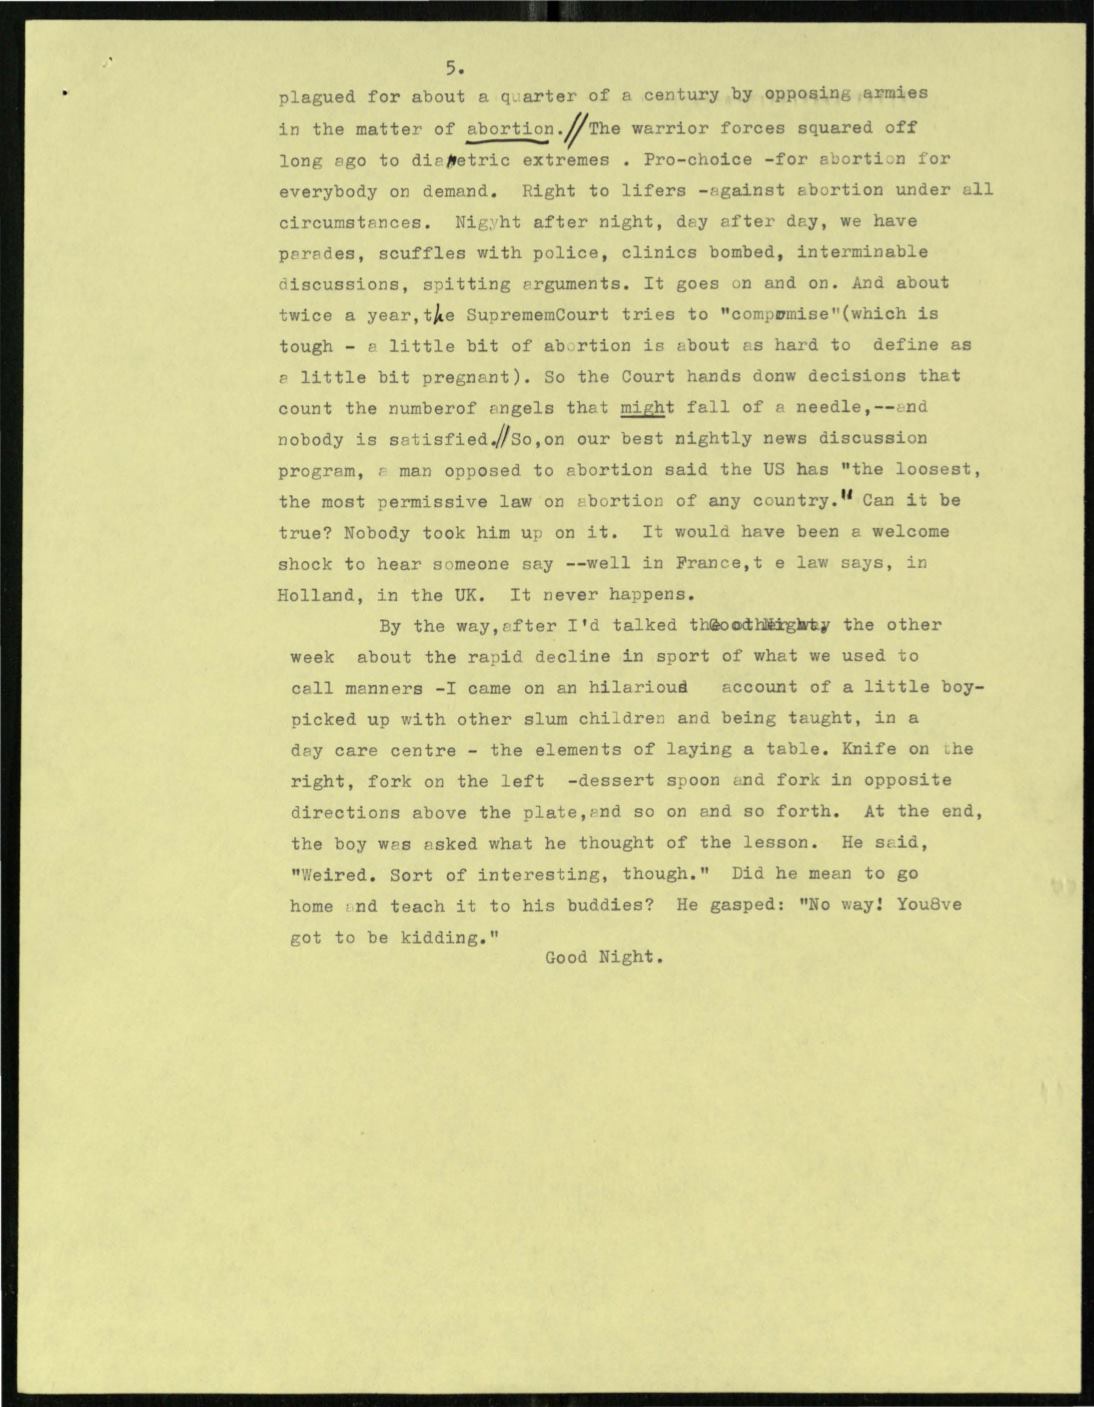 5.
plagued for about a quarter of a century by opposing armies
in the matter of abortion.//The warrior forces squared off
long ago to diametric extremes . Pro-choice -for abortion for
everybody on demand.  Right to lifers -against abortion under all
circumstances.  Nigyht after night, day after day, we have
parades, scuffles with police, clinics bombed, interminable
discussions, spitting arguments. It goes on and on. And about
twice a year,the SuprememCourt tries to "compromise"(which is
tough - a little bit of abortion is about as hard to  define as
a little bit pregnant). So the Court hands donw decisions that
count the numberof angels that might fall of a needle,--and
nobody is satisfied.//So,on our best nightly news discussion
program, a man opposed to abortion said the US has "the loosest,
the most permissive law on abortion of any country." Can it be
true? Nobody took him up on it.  It would have been a welcome
shock to hear someone say --well in France,t e law says, in
Holland, in the UK.  It never happens.
By the way,after I'd talked the other
week  about the rapid decline in sport of what we used to
call manners -I came on an hilarious   account of a little boy-
picked up with other slum children and being taught, in a
day care centre - the elements of laying a table. Knife on the
right, fork on the left  -dessert spoon and fork in opposite
directions above the plate,and so on and so forth.  At the end,
the boy was asked what he thought of the lesson.  He said,
"Weired. Sort of interesting, though."  Did he mean to go
home and teach it to his buddies?  He gasped: "No way! You8ve
got to be kidding."
Good Night.